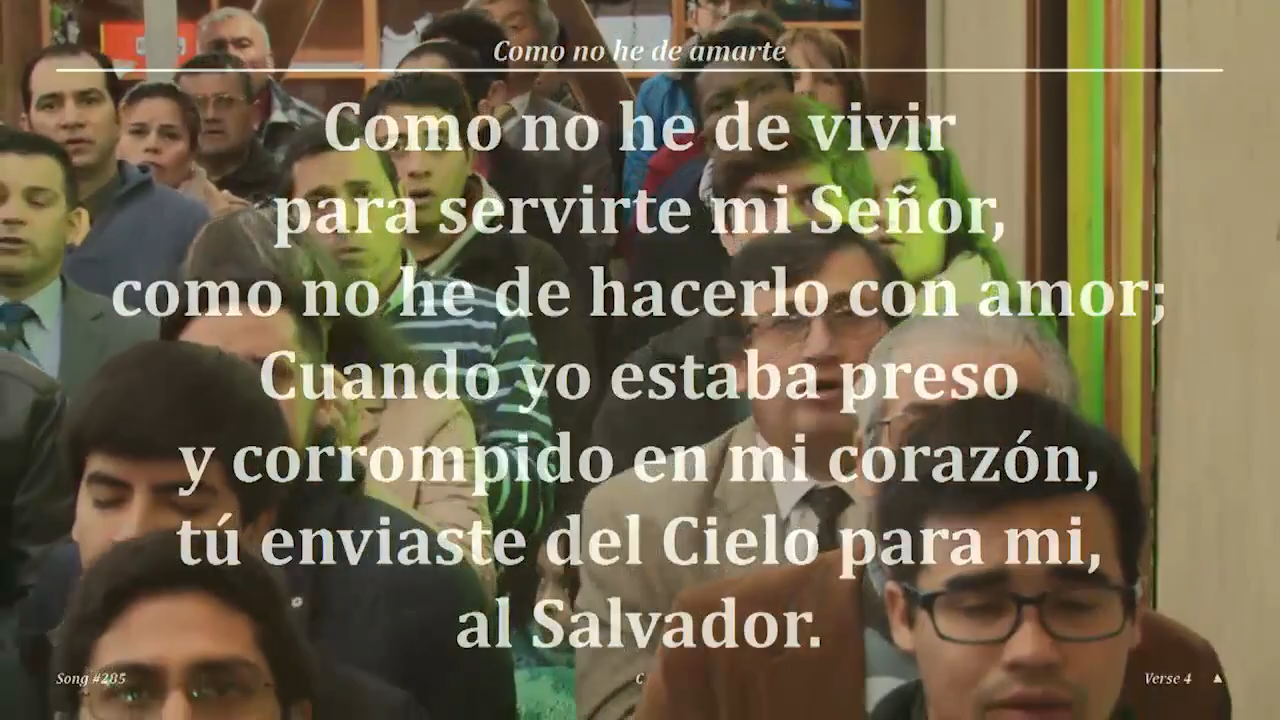 Como no he de amarte
Como no he de vivir
para servirte mi Señor,
como no he de hacerlo con amor;
Cuando yo estaba preso
y corrompido en mi corazón,
tú enviaste del Cielo para mi,
al Salvador.
Song #285
Verse 4 ▲